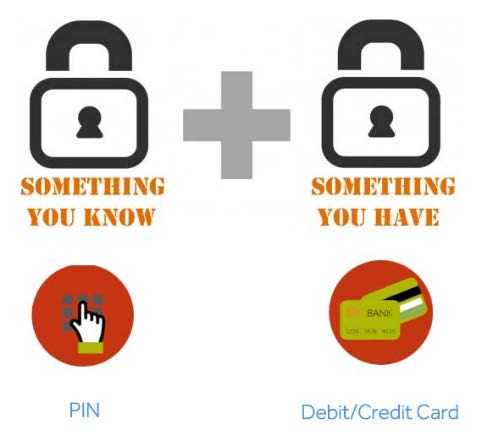 SOMETHING
YOU KNOW
SOMETHING
YOU HAVE
BANK
PIN
Debit/Credit Card